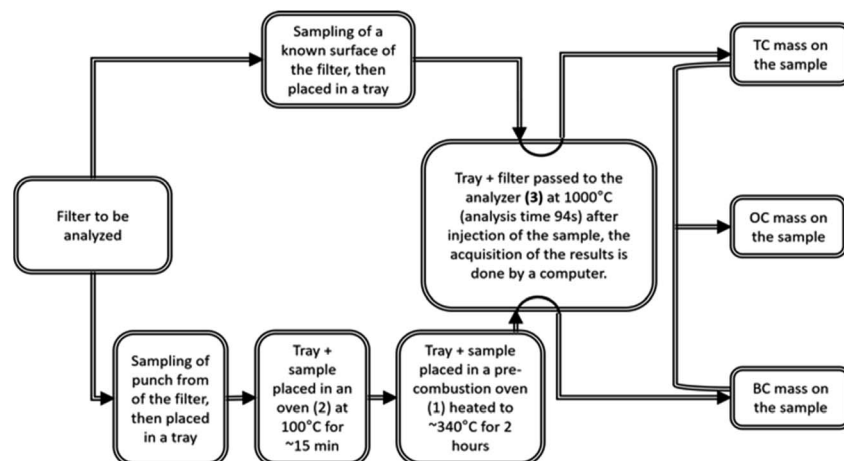 Sampling of a
known surface of
the filter, then
placed in a tray
TC mass on
the sample
Filter to be
analyzed
Tray + filter passed to the
analyzer (3) at 1000°C
(analysis time 94s) after
injection of the sample, the
acquisition of the results is
done by a computer.
OC mass on
the sample
Sampling of
punch from
of the filter,
then placed
in a tray
Tray +
sample
placed in an
oven (2) at
100°C for
~15 min
Tray + sample
placed in a pre-
combustion oven
(1) heated to
~340°C for 2
hours
BC mass on
the sample